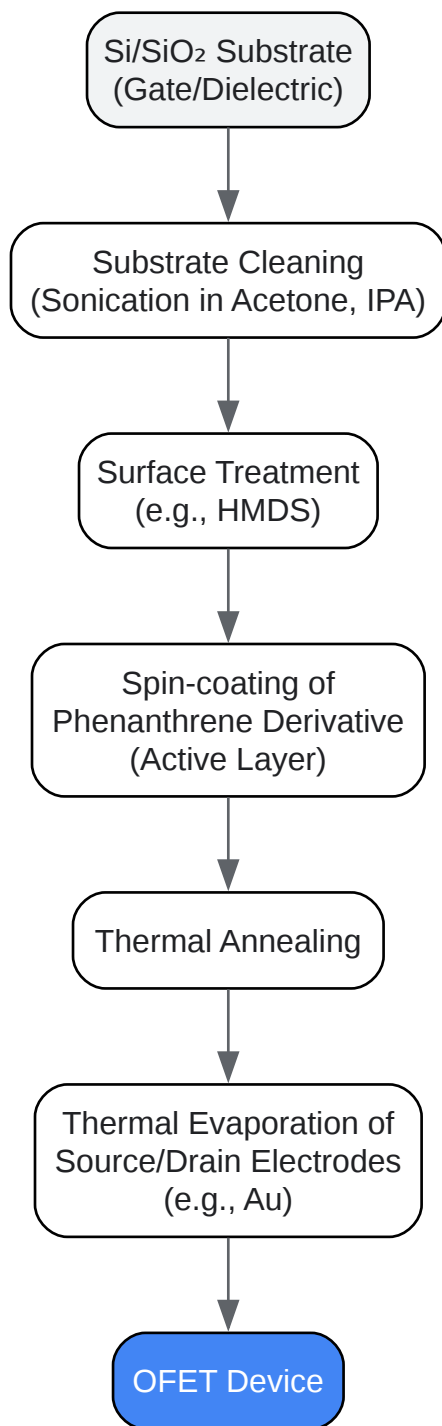 Si/SiO₂ Substrate
(Gate/Dielectric)
Substrate Cleaning
(Sonication in Acetone, IPA)
Surface Treatment
(e.g., HMDS)
Spin-coating of
Phenanthrene Derivative
(Active Layer)
Thermal Annealing
Thermal Evaporation of
Source/Drain Electrodes
(e.g., Au)
OFET Device